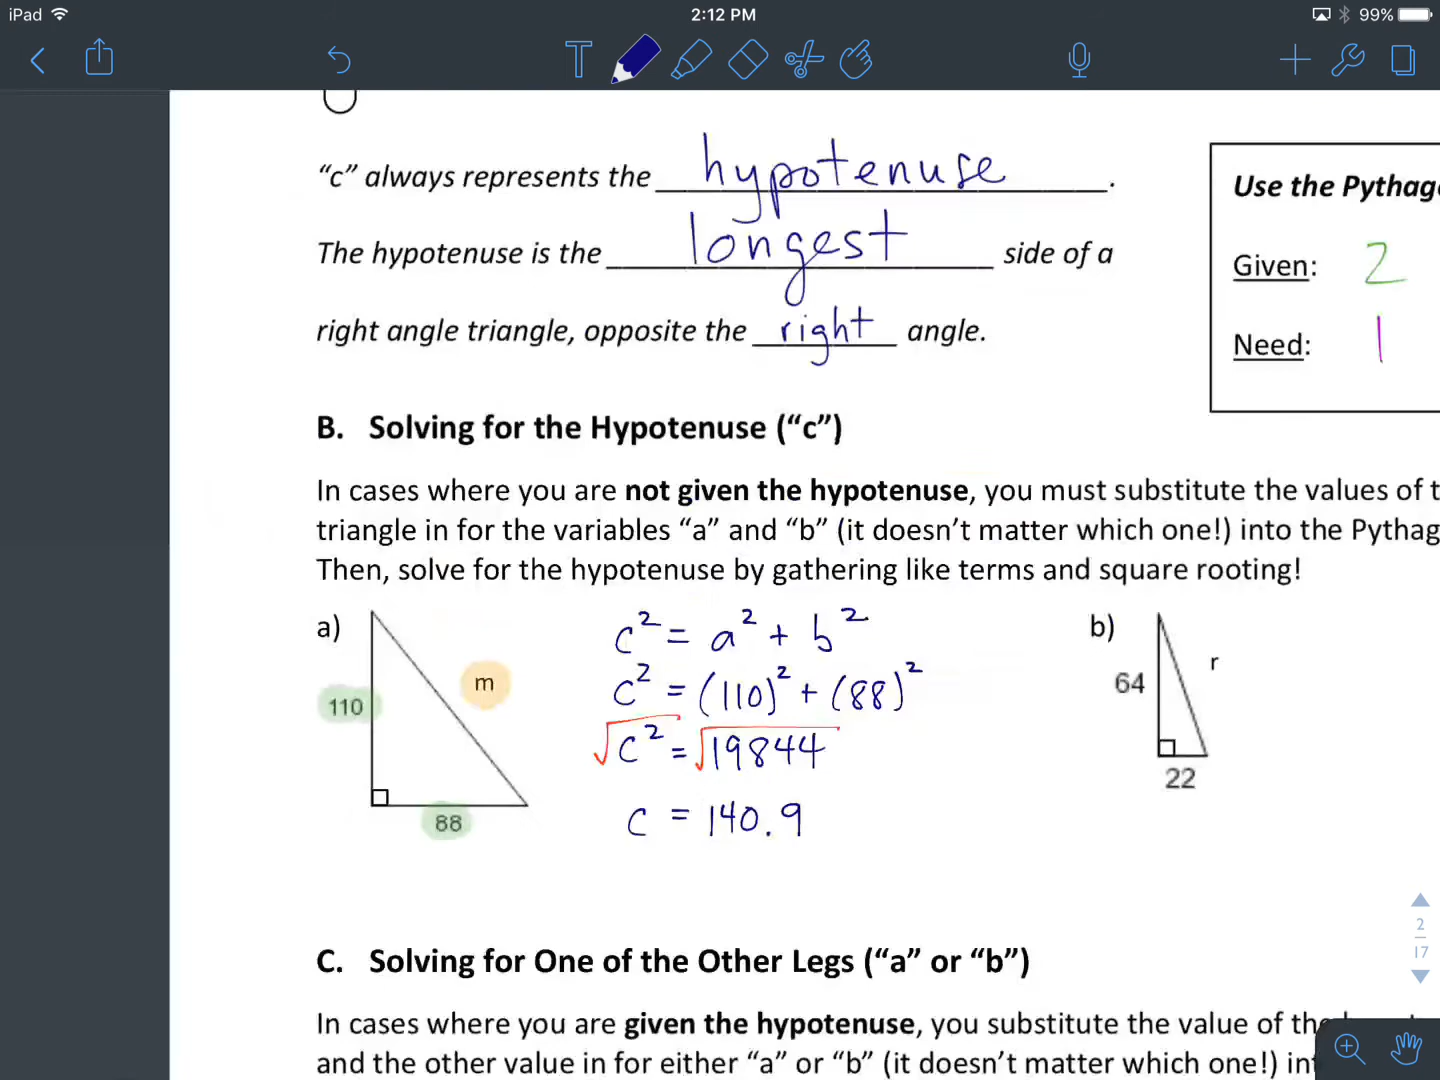 iPad 2:12 PM 99%
"c" always represents the hypotenuse.
The hypotenuse is the longest side of a
right angle triangle, opposite the right angle.
Use the Pythag
Given: 2
Need: 1
B. Solving for the Hypotenuse ("c")
In cases where you are not given the hypotenuse, you must substitute the values of t
triangle in for the variables "a" and "b" (it doesn't matter which one!) into the Pythag
Then, solve for the hypotenuse by gathering like terms and square rooting!
a)
110
m
88
c² = a² + b²
c² = (110)² + (88)²
√c² = √19844
c = 140.9
b)
64
r
22
C. Solving for One of the Other Legs ("a" or "b")
In cases where you are given the hypotenuse, you substitute the value of the
and the other value in for either "a" or "b" (it doesn't matter which one!) int
2
17